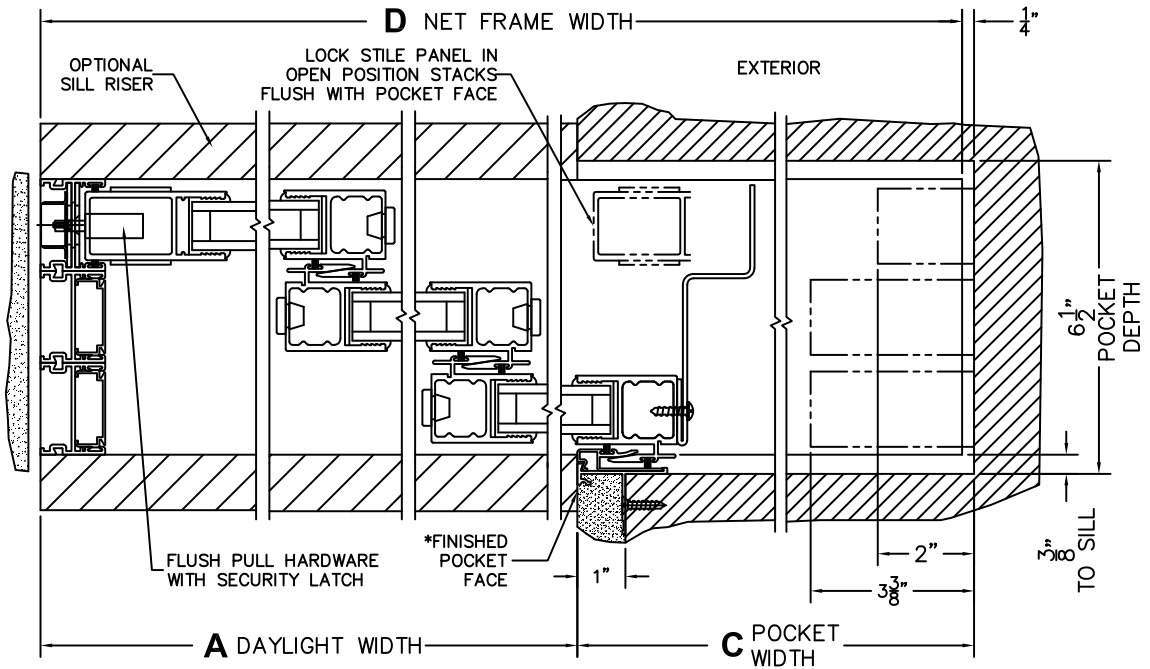 D NET FRAME WIDTH
1/4"
OPTIONAL
SILL RISER
LOCK STILE PANEL IN
OPEN POSITION STACKS
FLUSH WITH POCKET FACE
EXTERIOR
6 1/2"
POCKET
DEPTH
FLUSH PULL HARDWARE
WITH SECURITY LATCH
*FINISHED
POCKET
FACE
1"
2"
3 3/8"
3/8"
TO SILL
A DAYLIGHT WIDTH
C POCKET
WIDTH